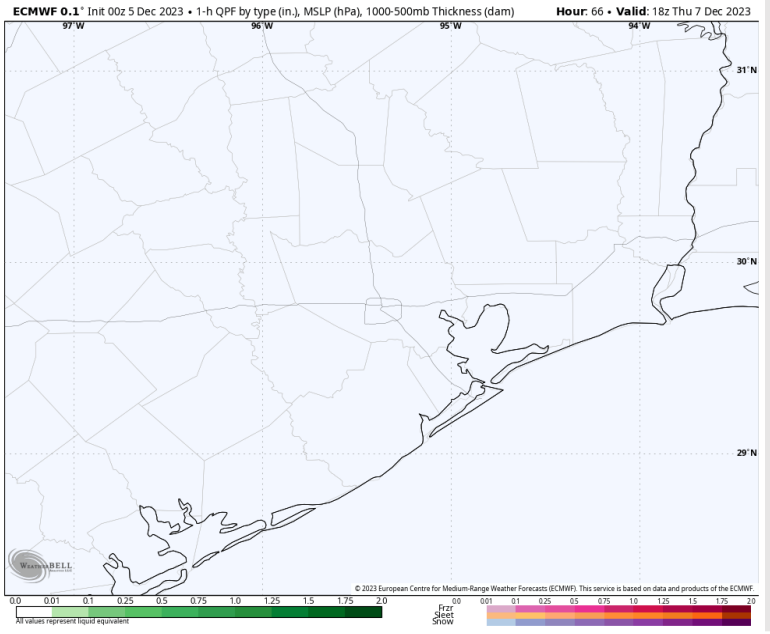 ECMWF 0.1° Init 00z 5 Dec 2023 • 1-h QPF by type (in.), MSLP (hPa), 1000-500mb Thickness (dam) Hour: 66 • Valid: 18z Thu 7 Dec 2023
97°W 96°W 95°W 94°W
31°N
30°N
29°N
WEATHERBELL
© 2023 European Centre for Medium-Range Weather Forecasts (ECMWF). This service is based on data and products of the ECMWF.
0.0 0.01 0.1 0.25 0.5 0.75 1.0 1.25 1.5 1.75 2.0
All values represent liquid equivalent
0.0 0.01 0.1 0.25 0.5 0.75 1.0 1.25 1.5 1.75 2.0
Frzr
Sleet
Snow